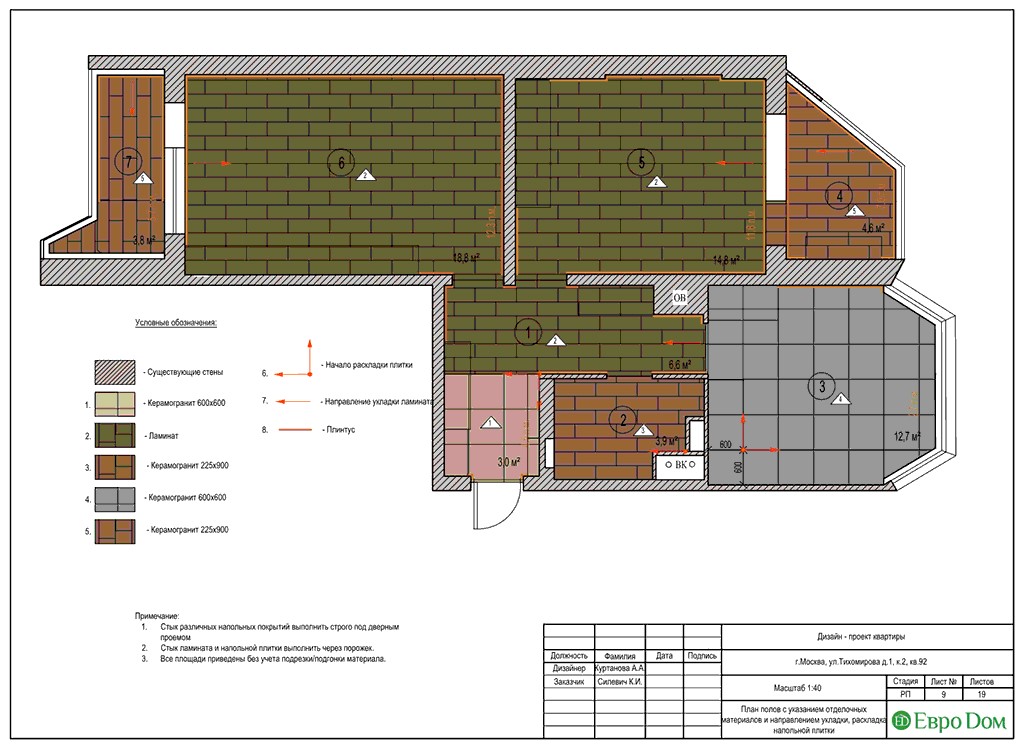 7
5
3,8 м²
6
2
18,8 м²
5
2
14,8 м²
4
5
4,6 м²
ОВ
1
2
6,6 м²
1
3,0 м²
2
3
3,9 м²
ВК
3
4
12,7 м²
600
600
Условные обозначения:
- Существующие стены
1. - Керамогранит 600х600
2. - Ламинат
3. - Керамогранит 225х900
4. - Керамогранит 600х600
5. - Керамогранит 225х900
6. - Начало раскладки плитки
7. - Направление укладки ламината
8. - Плинтус
Примечание:
1. Стык различных напольных покрытий выполнить строго под дверным
проемом
2. Стык ламината и напольной плитки выполнить через порожек.
3. Все площади приведены без учета подрезки/подгонки материала.
Должность Фамилия Дата Подпись
Дизайнер Куртанова А.А.
Заказчик Силевич К.И.
Дизайн - проект квартиры
г.Москва, ул.Тихомирова д.1, к.2, кв.92
Масштаб 1:40
Стадия Лист № Листов
РП 9 19
План полов с указанием отделочных
материалов и направлением укладки, раскладка
напольной плитки
ED ЕвроДом